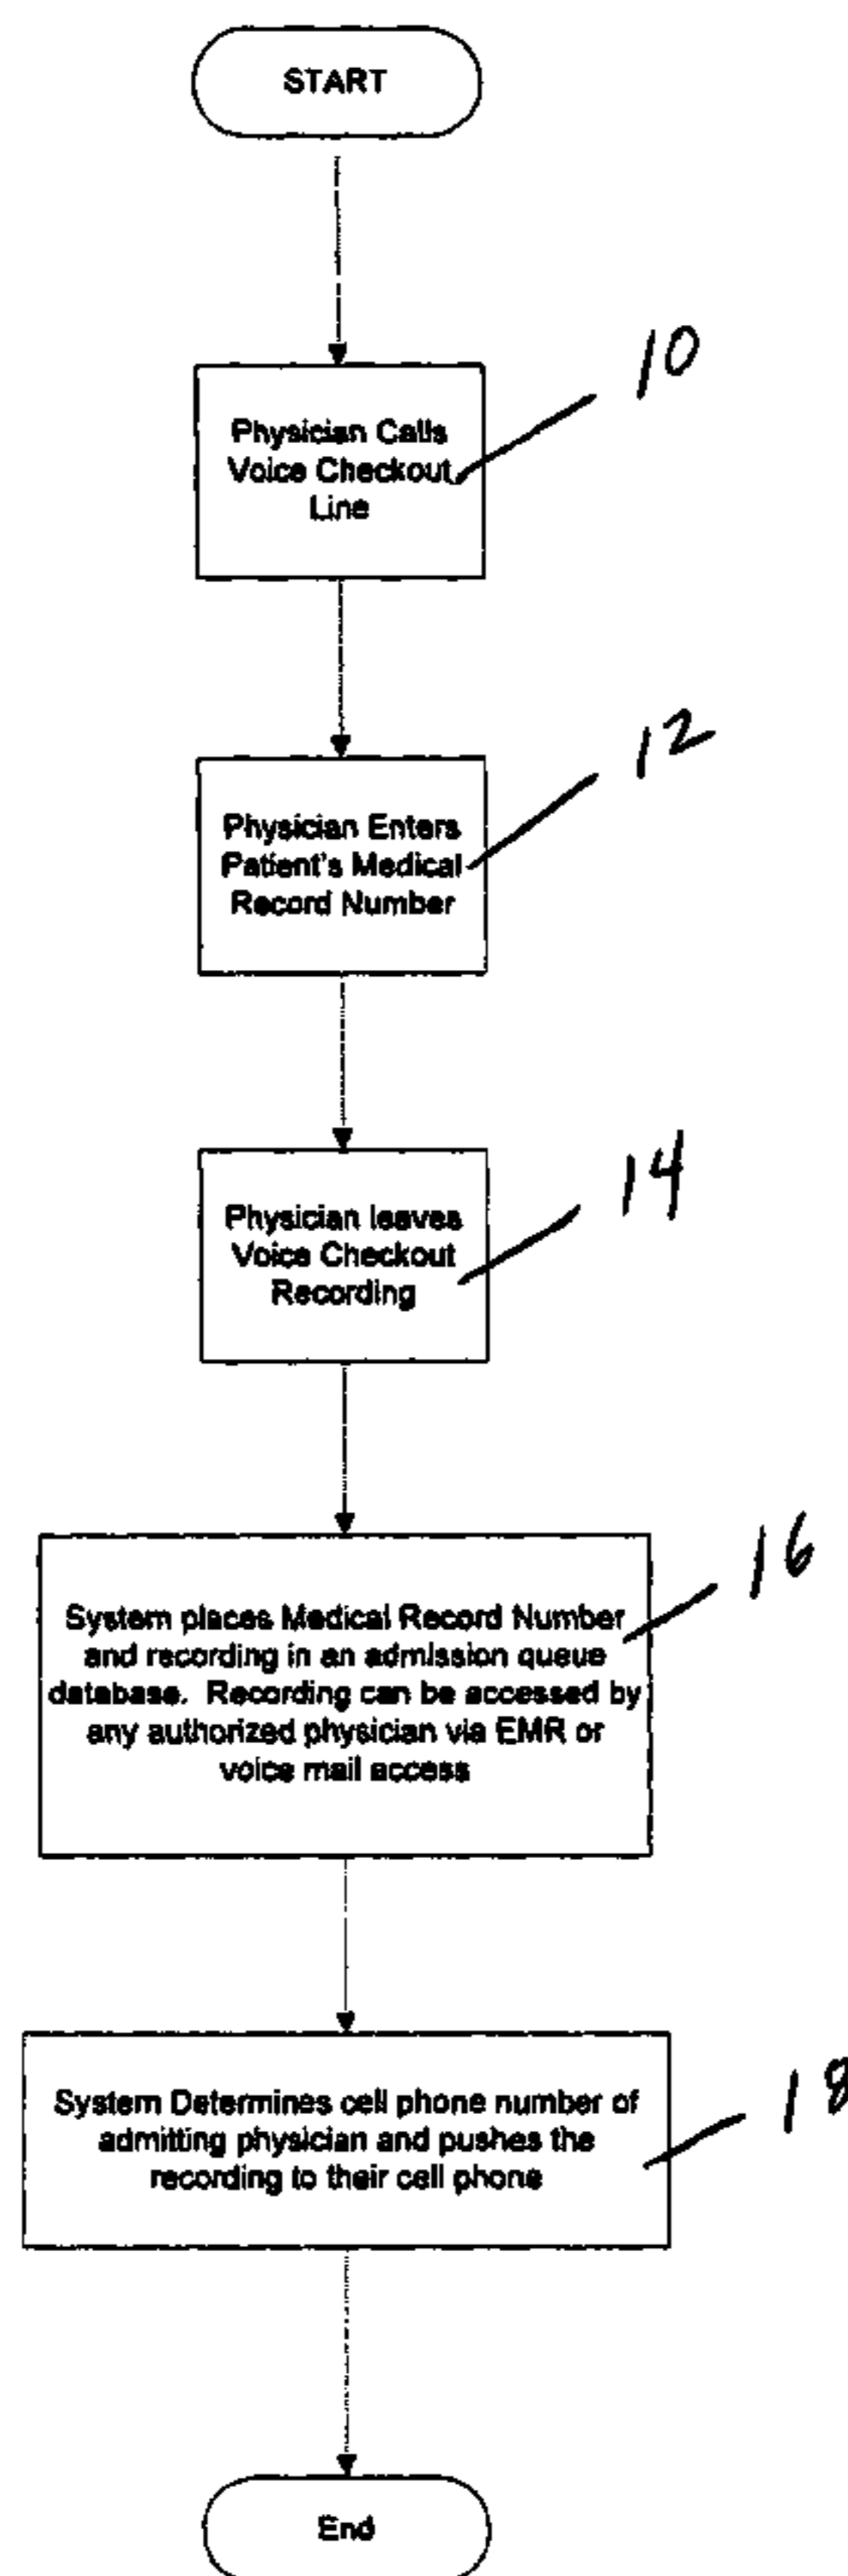 START
10
Physician Calls
Voice Checkout
Line
12
Physician Enters
Patient's Medical
Record Number
14
Physician leaves
Voice Checkout
Recording
16
System places Medical Record Number
and recording in an admission queue
database. Recording can be accessed by
any authorized physician via EMR or
voice mail access
18
System Determines cell phone number of
admitting physician and pushes the
recording to their cell phone
End